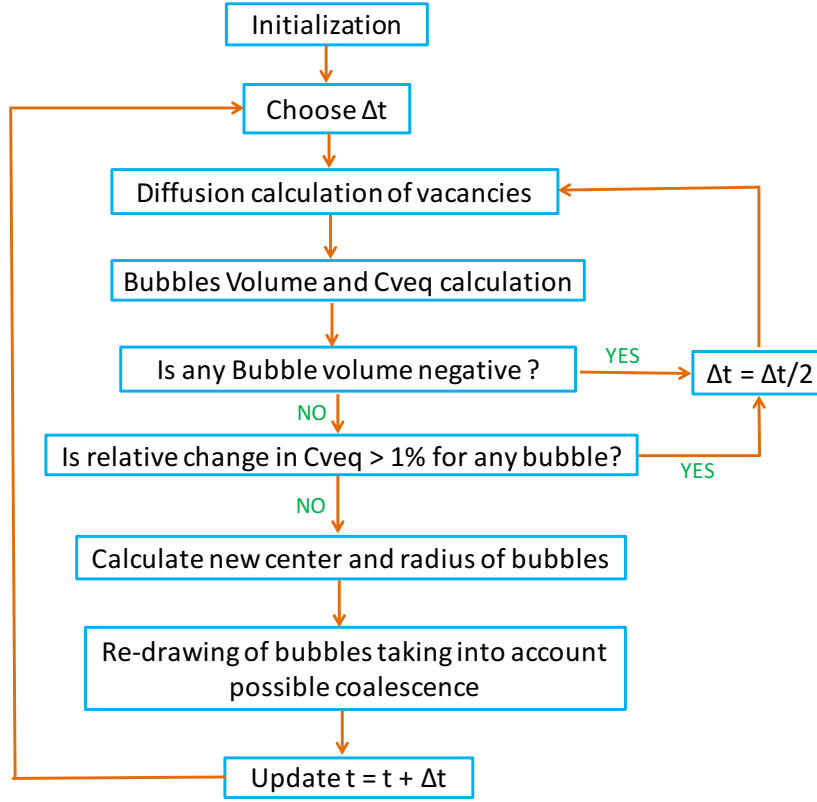 Initialization
Choose Δt
Diffusion calculation of vacancies
Bubbles Volume and Cveq calculation
Is any Bubble volume negative ?
YES
Δt = Δt/2
NO
Is relative change in Cveq > 1% for any bubble?
YES
NO
Calculate new center and radius of bubbles
Re-drawing of bubbles taking into account
possible coalescence
Update t = t + Δt